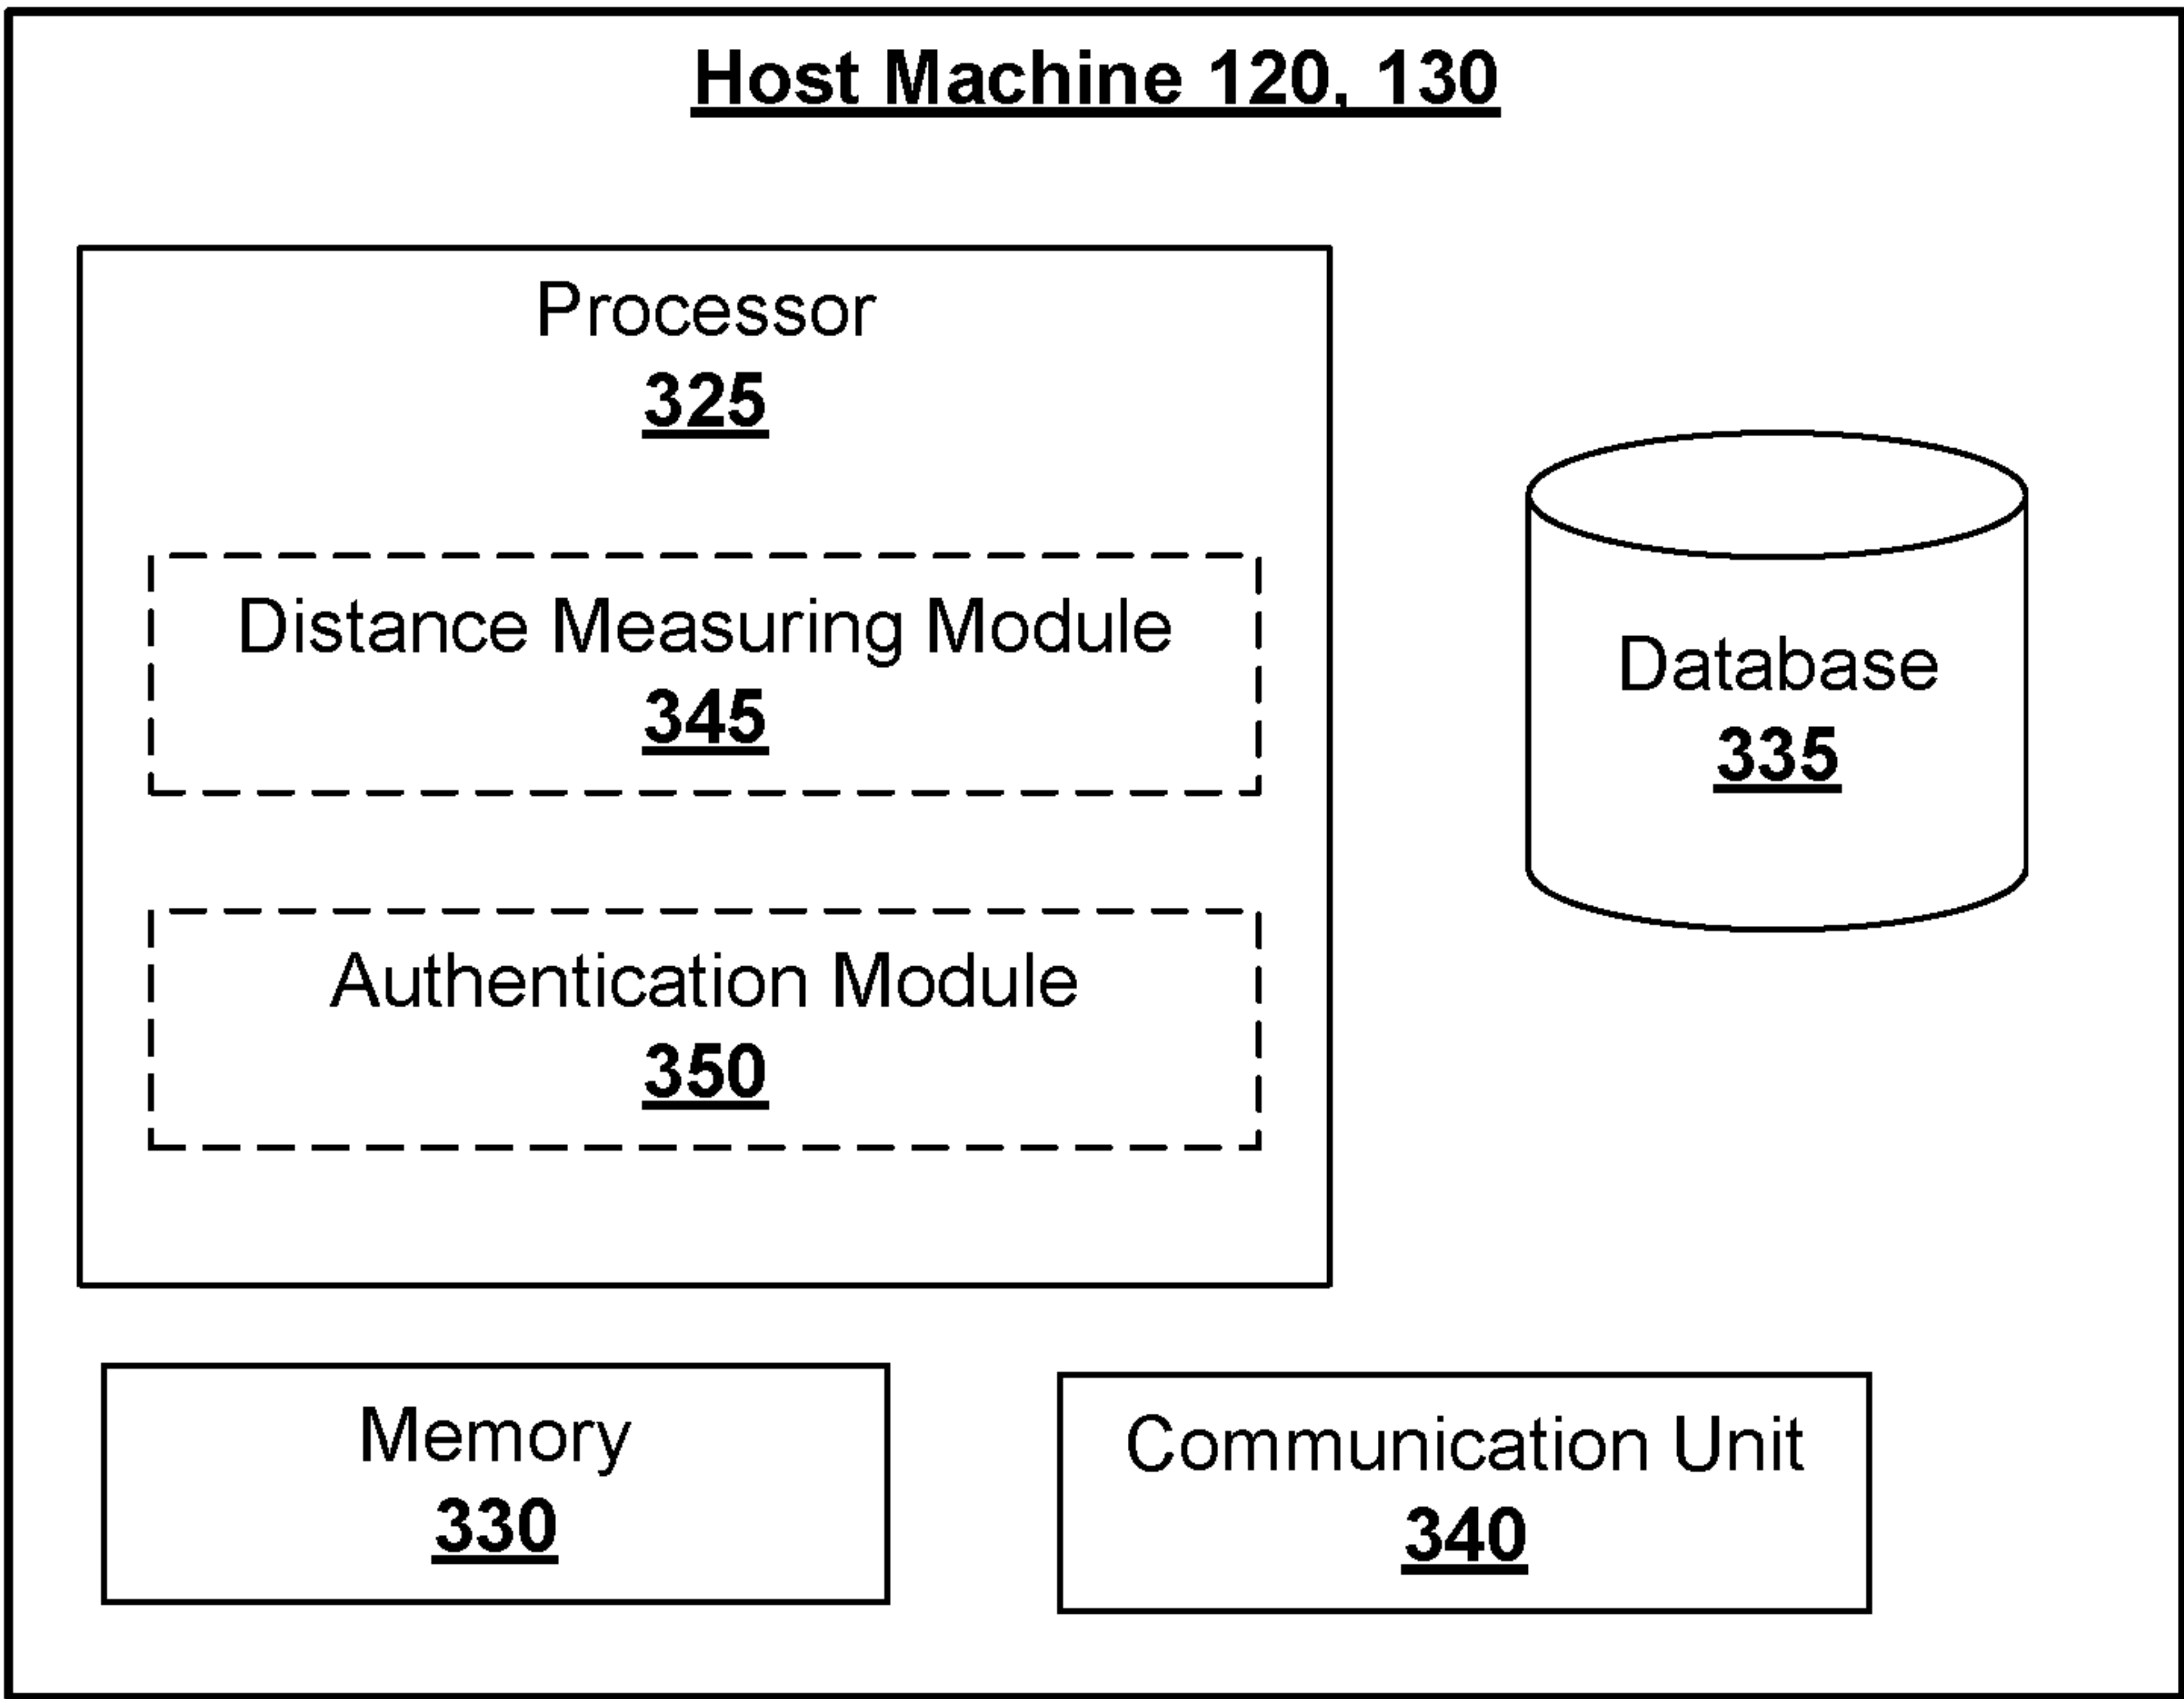 Host Machine 120, 130
Processor
325
Distance Measuring Module
345
Database
335
Authentication Module
350
Memory
330
Communication Unit
340